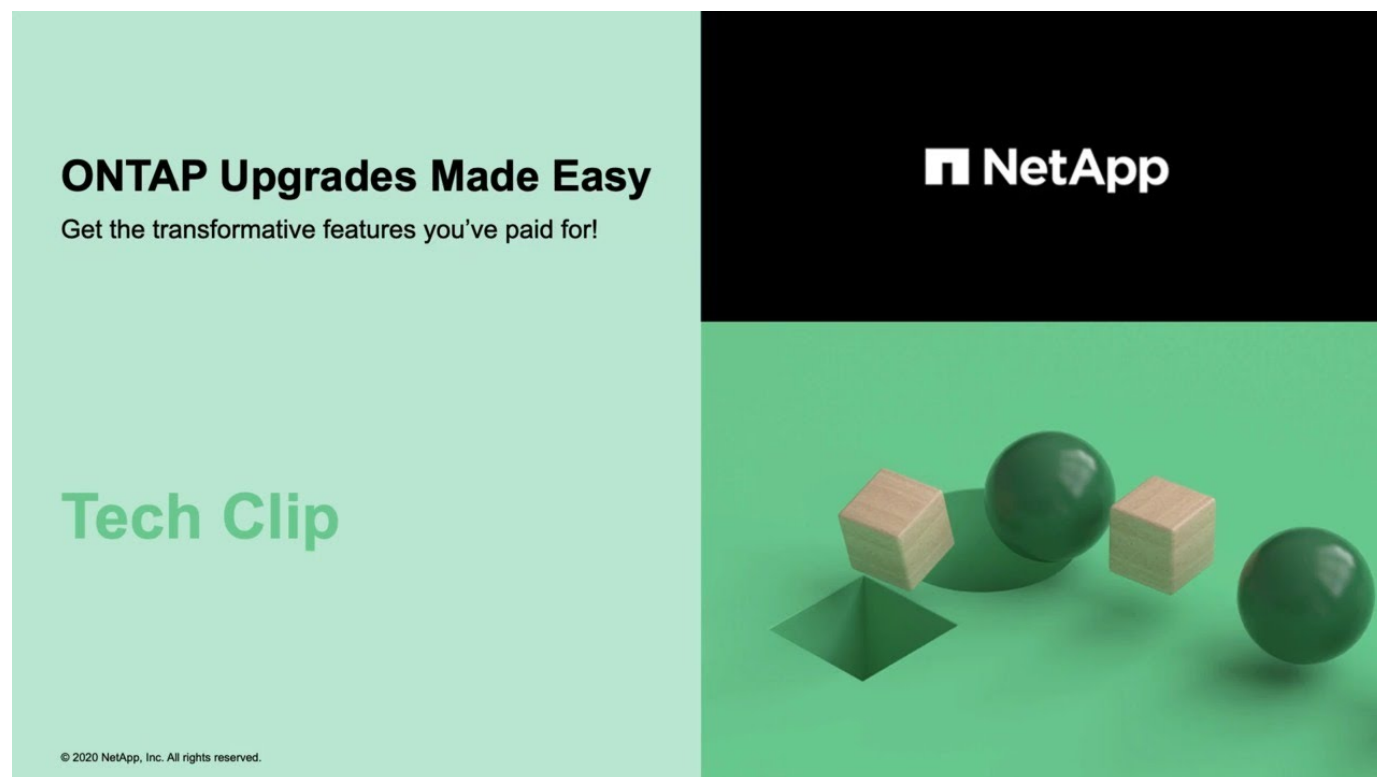 ONTAP Upgrades Made Easy
Get the transformative features you’ve paid for!
Tech Clip
© 2020 NetApp, Inc. All rights reserved.
NetApp